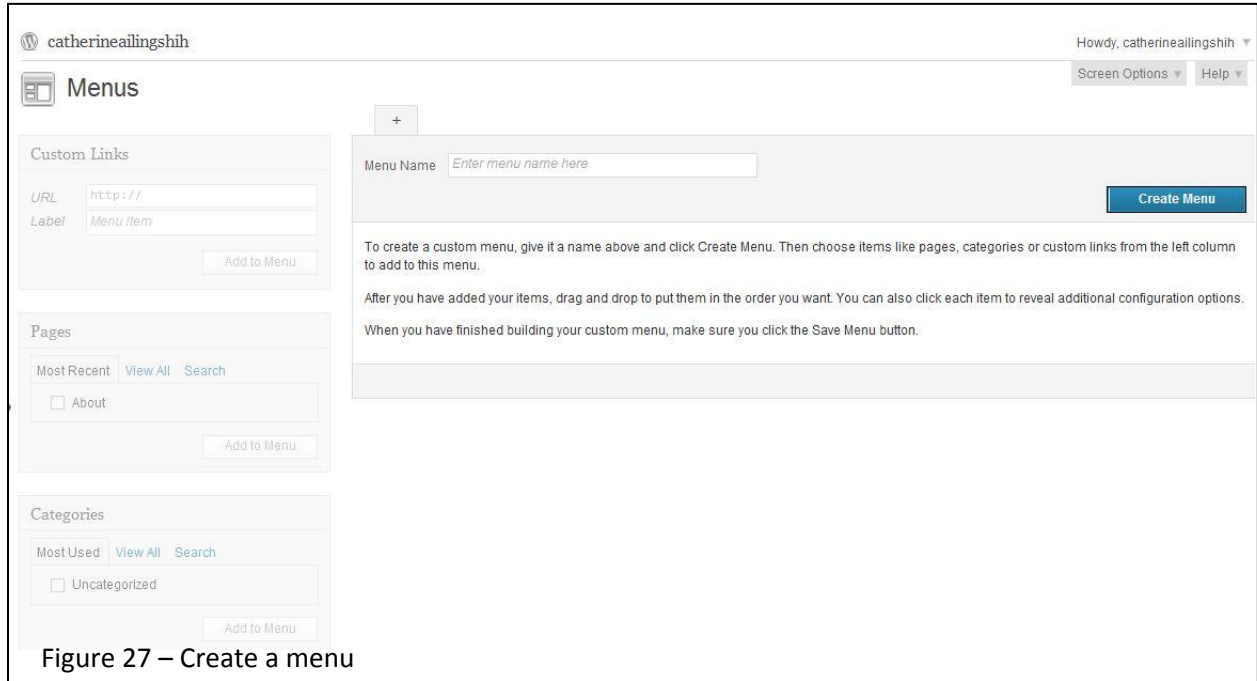 catherineailingshih
Howdy, catherineailingshih
Screen Options
Help
Menus
+
Custom Links
URL http://
Label Menu Item
Add to Menu
Pages
Most Recent View All Search
About
Add to Menu
Categories
Most Used View All Search
Uncategorized
Add to Menu
Menu Name Enter menu name here
Create Menu
To create a custom menu, give it a name above and click Create Menu. Then choose items like pages, categories or custom links from the left column
to add to this menu.
After you have added your items, drag and drop to put them in the order you want. You can also click each item to reveal additional configuration options.
When you have finished building your custom menu, make sure you click the Save Menu button.
Figure 27 – Create a menu